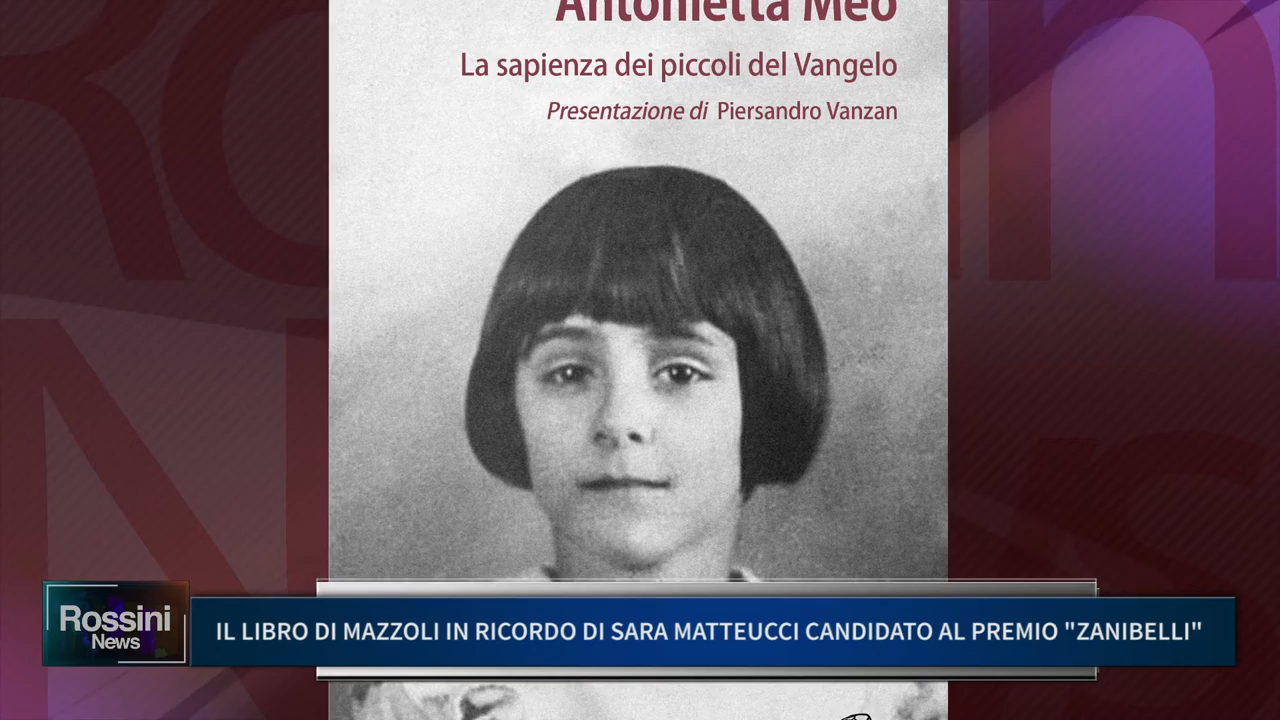 Antonietta Meo
La sapienza dei piccoli del Vangelo
Presentazione di Piersandro Vanzan
Rossini
News
IL LIBRO DI MAZZOLI IN RICORDO DI SARA MATTEUCCI CANDIDATO AL PREMIO "ZANIBELLI"